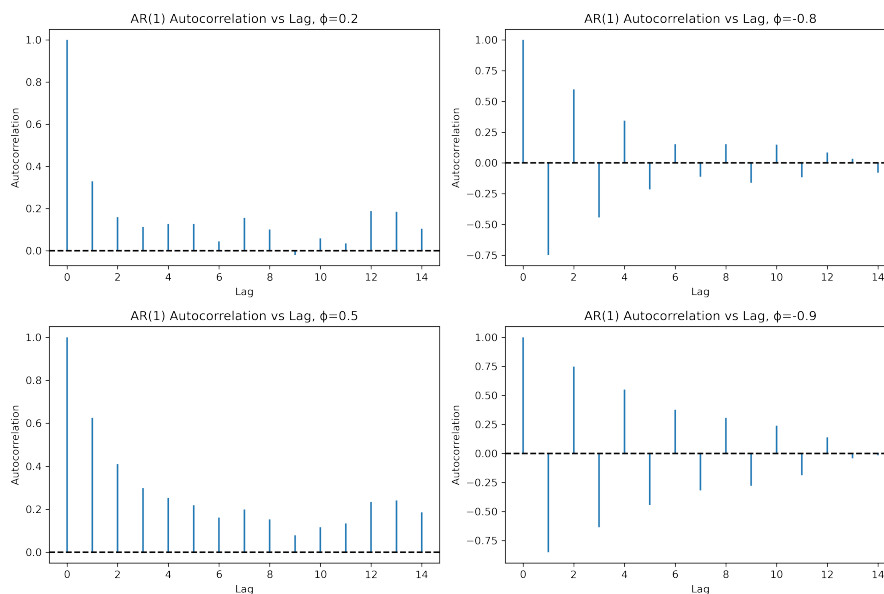 AR(1) Autocorrelation vs Lag, ϕ=0.2
1.0
0.8
0.6
0.4
0.2
0.0
Autocorrelation
0 2 4 6 8 10 12 14
Lag
AR(1) Autocorrelation vs Lag, ϕ=-0.8
1.00
0.75
0.50
0.25
0.00
−0.25
−0.50
−0.75
Autocorrelation
0 2 4 6 8 10 12 14
Lag
AR(1) Autocorrelation vs Lag, ϕ=0.5
1.0
0.8
0.6
0.4
0.2
0.0
Autocorrelation
0 2 4 6 8 10 12 14
Lag
AR(1) Autocorrelation vs Lag, ϕ=-0.9
1.00
0.75
0.50
0.25
0.00
−0.25
−0.50
−0.75
Autocorrelation
0 2 4 6 8 10 12 14
Lag